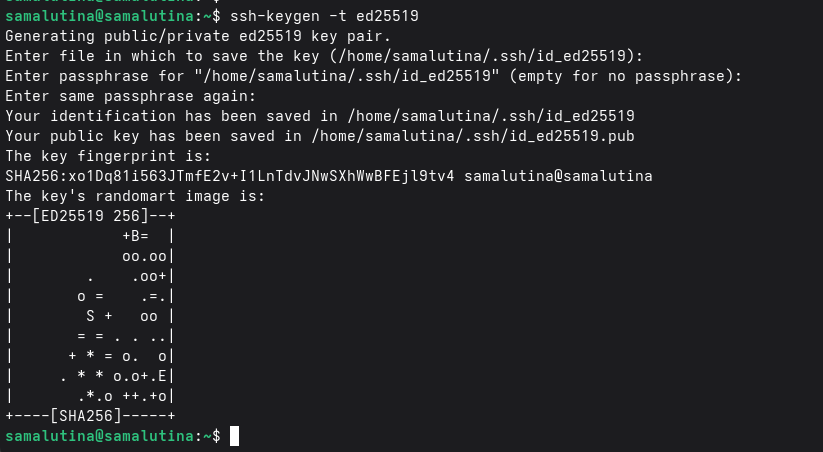 samalutina@samalutina:~$ ssh-keygen -t ed25519
Generating public/private ed25519 key pair.
Enter file in which to save the key (/home/samalutina/.ssh/id_ed25519):
Enter passphrase for "/home/samalutina/.ssh/id_ed25519" (empty for no passphrase):
Enter same passphrase again:
Your identification has been saved in /home/samalutina/.ssh/id_ed25519
Your public key has been saved in /home/samalutina/.ssh/id_ed25519.pub
The key fingerprint is:
SHA256:xo1Dq81i563JTmfE2v+I1LnTdvJNwSXhWwBFEjl9tv4 samalutina@samalutina
The key's randomart image is:
+--[ED25519 256]--+
|             +B=  |
|             oo.oo|
|         .    .oo+|
|        o =    .=.|
|         S +   oo |
|        = = . . ..|
|       + * = o.  o|
|      . * * o.o+.E|
|        .*.o ++.+o|
+----[SHA256]-----+
samalutina@samalutina:~$